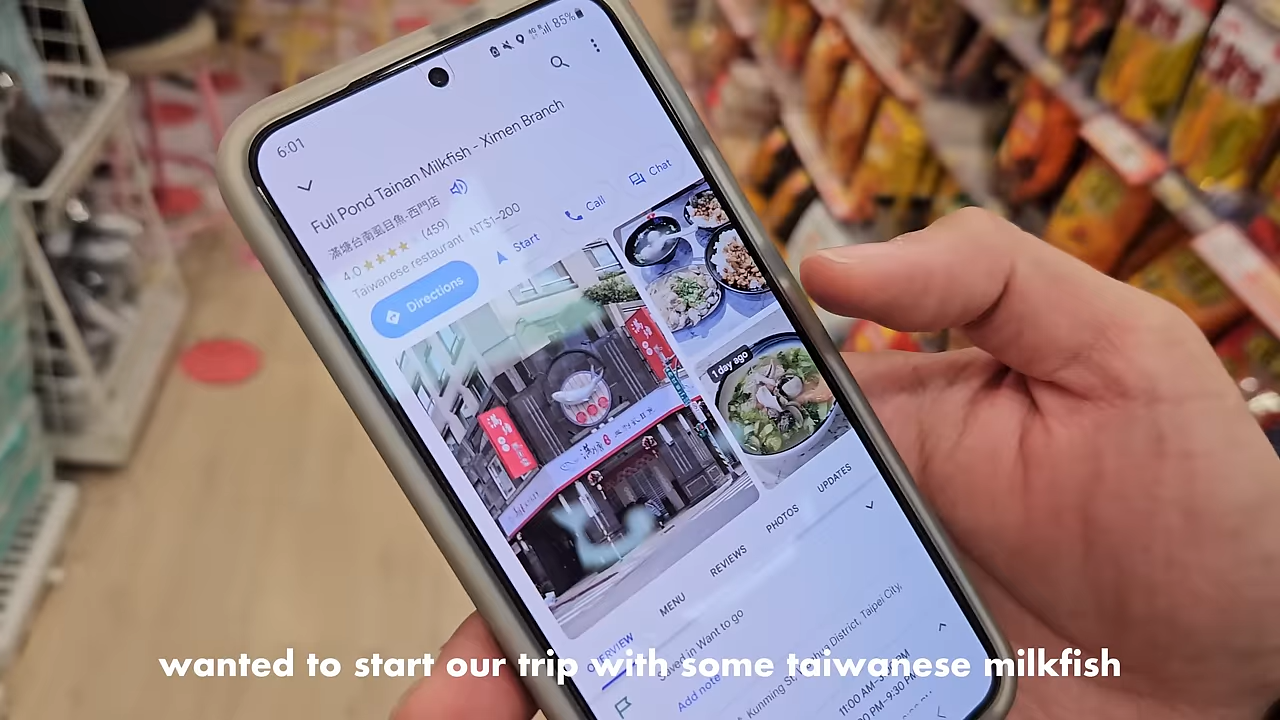 6:01
85%
Full Pond Tainan Milkfish - Ximen Branch
滿塘台南虱目魚-西門店
4.0 (459)
Taiwanese restaurant NT$1-200
Directions
Start
Call
Chat
1 day ago
滿塘
MENU
REVIEWS
PHOTOS
UPDATES
Saved in Want to go
Add note
Kunming St, District, Taipei City,
wanted to start our trip with some taiwanese milkfish